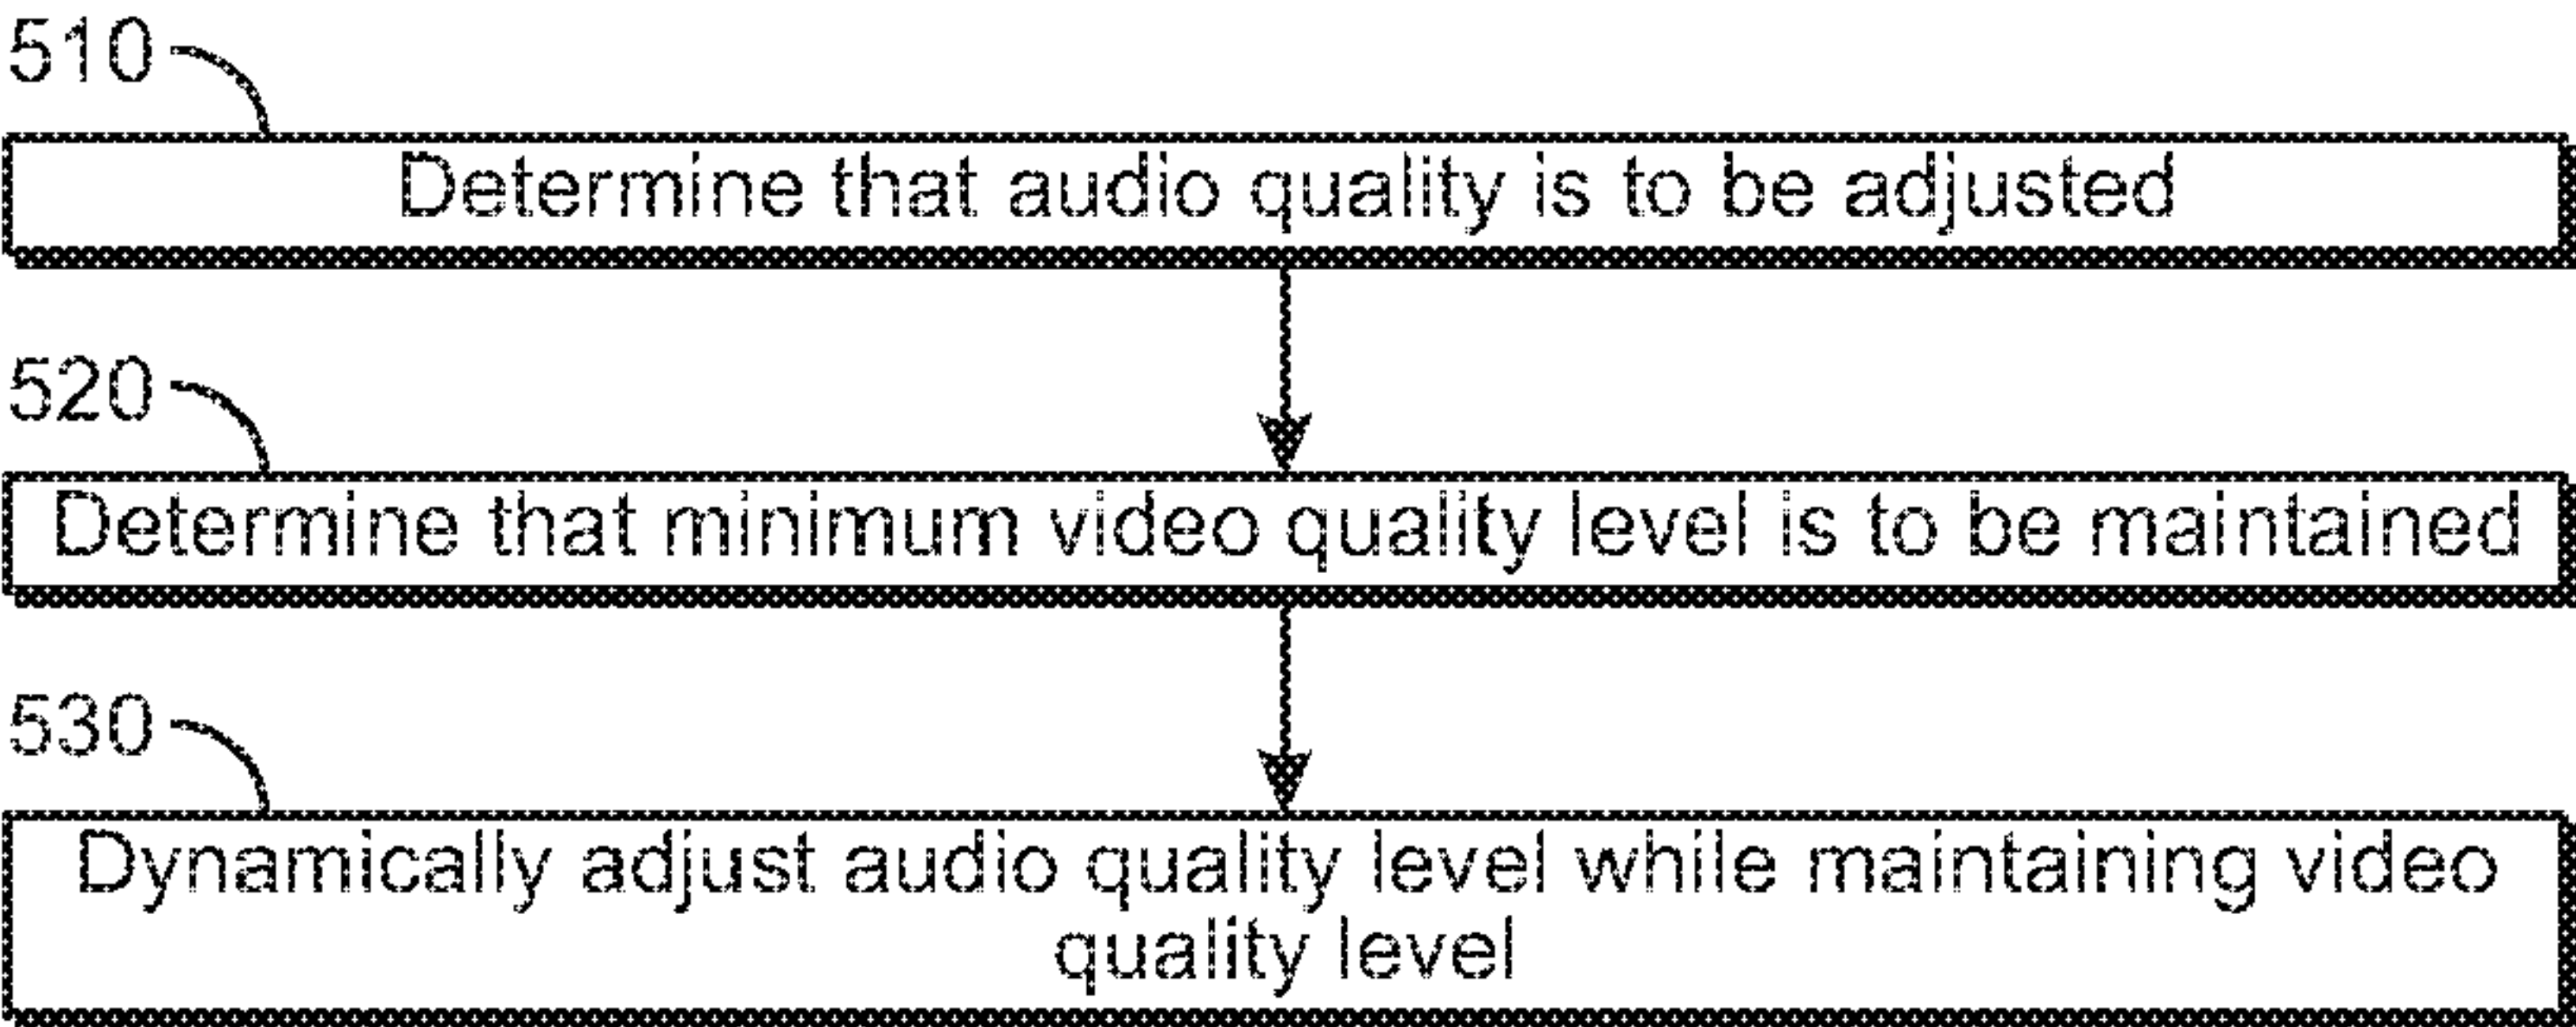 510
Determine that audio quality is to be adjusted
520
Determine that minimum video quality level is to be maintained
530
Dynamically adjust audio quality level while maintaining video
quality level